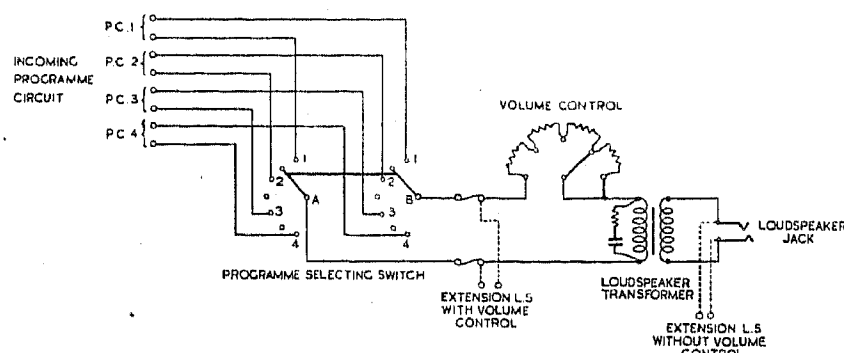 INCOMING
PROGRAMME
CIRCUIT
P.C.1
P.C 2
P.C.3
P C 4
1
2
3
4
A
1
2
3
4
B
PROGRAMME SELECTING SWITCH
VOLUME CONTROL
EXTENSION L.S
WITH VOLUME
CONTROL
LOUDSPEAKER
TRANSFORMER
LOUDSPEAKER
JACK
EXTENSION L.S
WITHOUT VOLUME
CONTROL